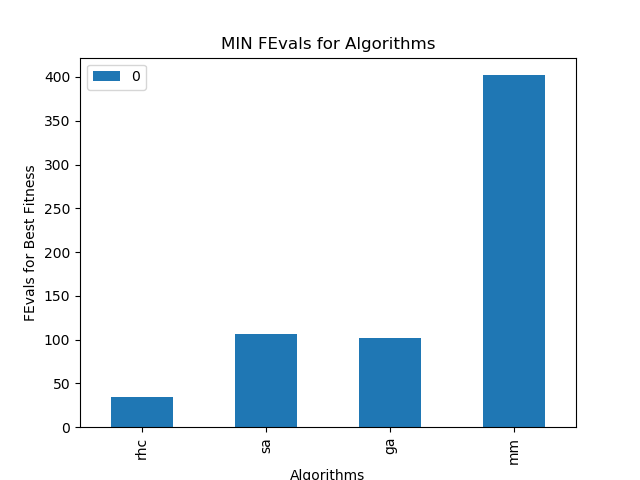 MIN FEvals for Algorithms
0
FEvals for Best Fitness
400
350
300
250
200
150
100
50
0
rhc
sa
ga
mm
Algorithms